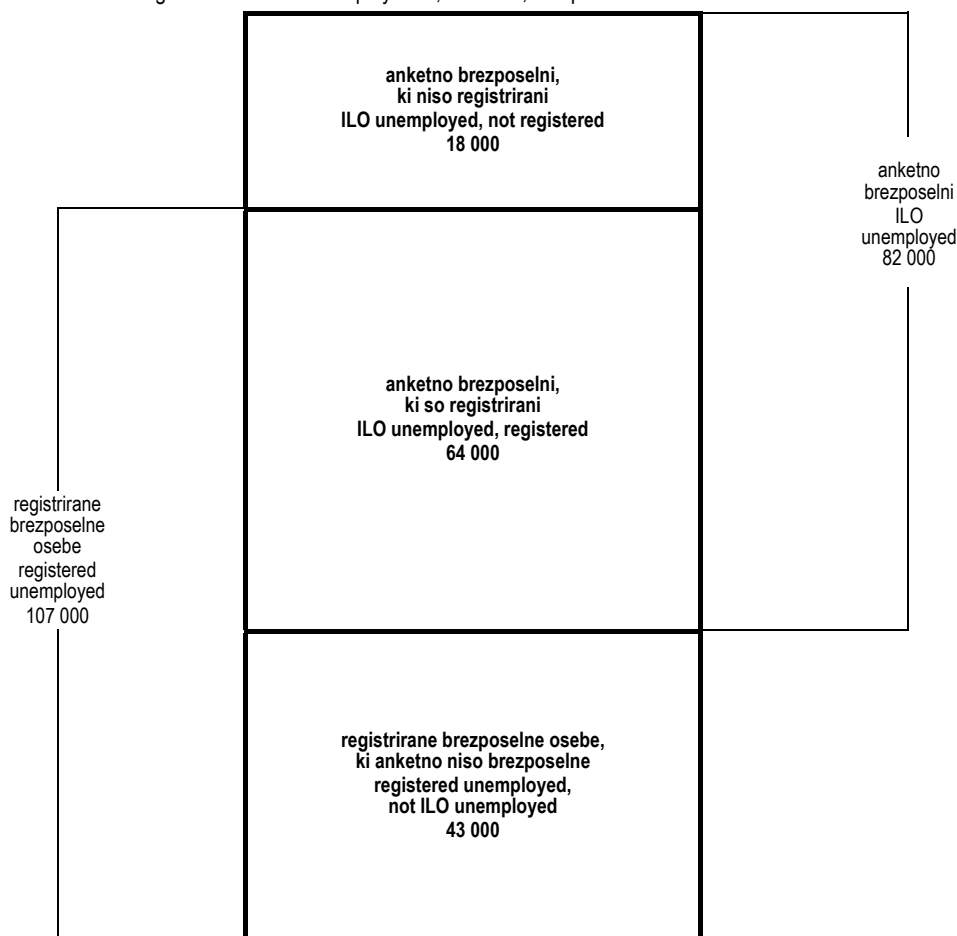 anketno brezposelni,
ki niso registrirani
ILO unemployed, not registered
18 000
anketno
brezposelni
ILO
unemployed
82 000
anketno brezposelni,
ki so registrirani
ILO unemployed, registered
64 000
registrirane
brezposelne
osebe
registered
unemployed
107 000
registrirane brezposelne osebe,
ki anketno niso brezposelne
registered unemployed,
not ILO unemployed
43 000